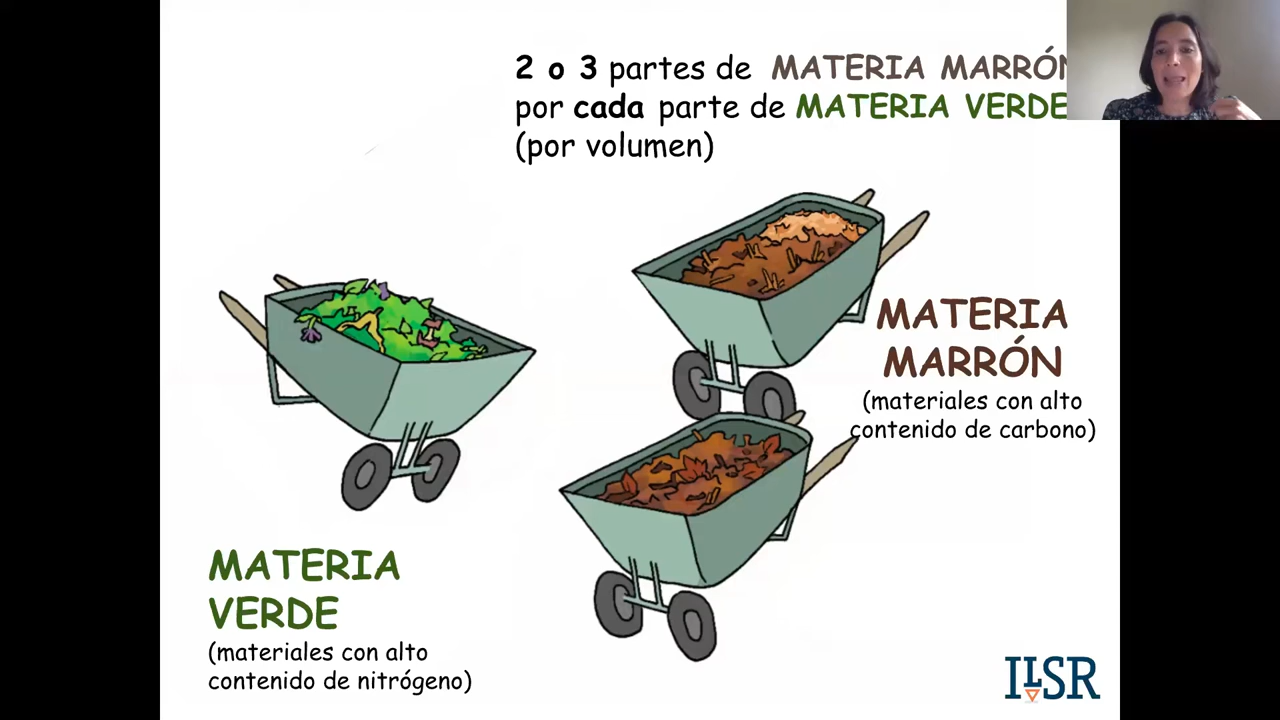 2 o 3 partes de MATERIA MARRÓN
por cada parte de MATERIA VERDE
(por volumen)
MATERIA
MARRÓN
(materiales con alto
contenido de carbono)
MATERIA
VERDE
(materiales con alto
contenido de nitrógeno)
ILSR